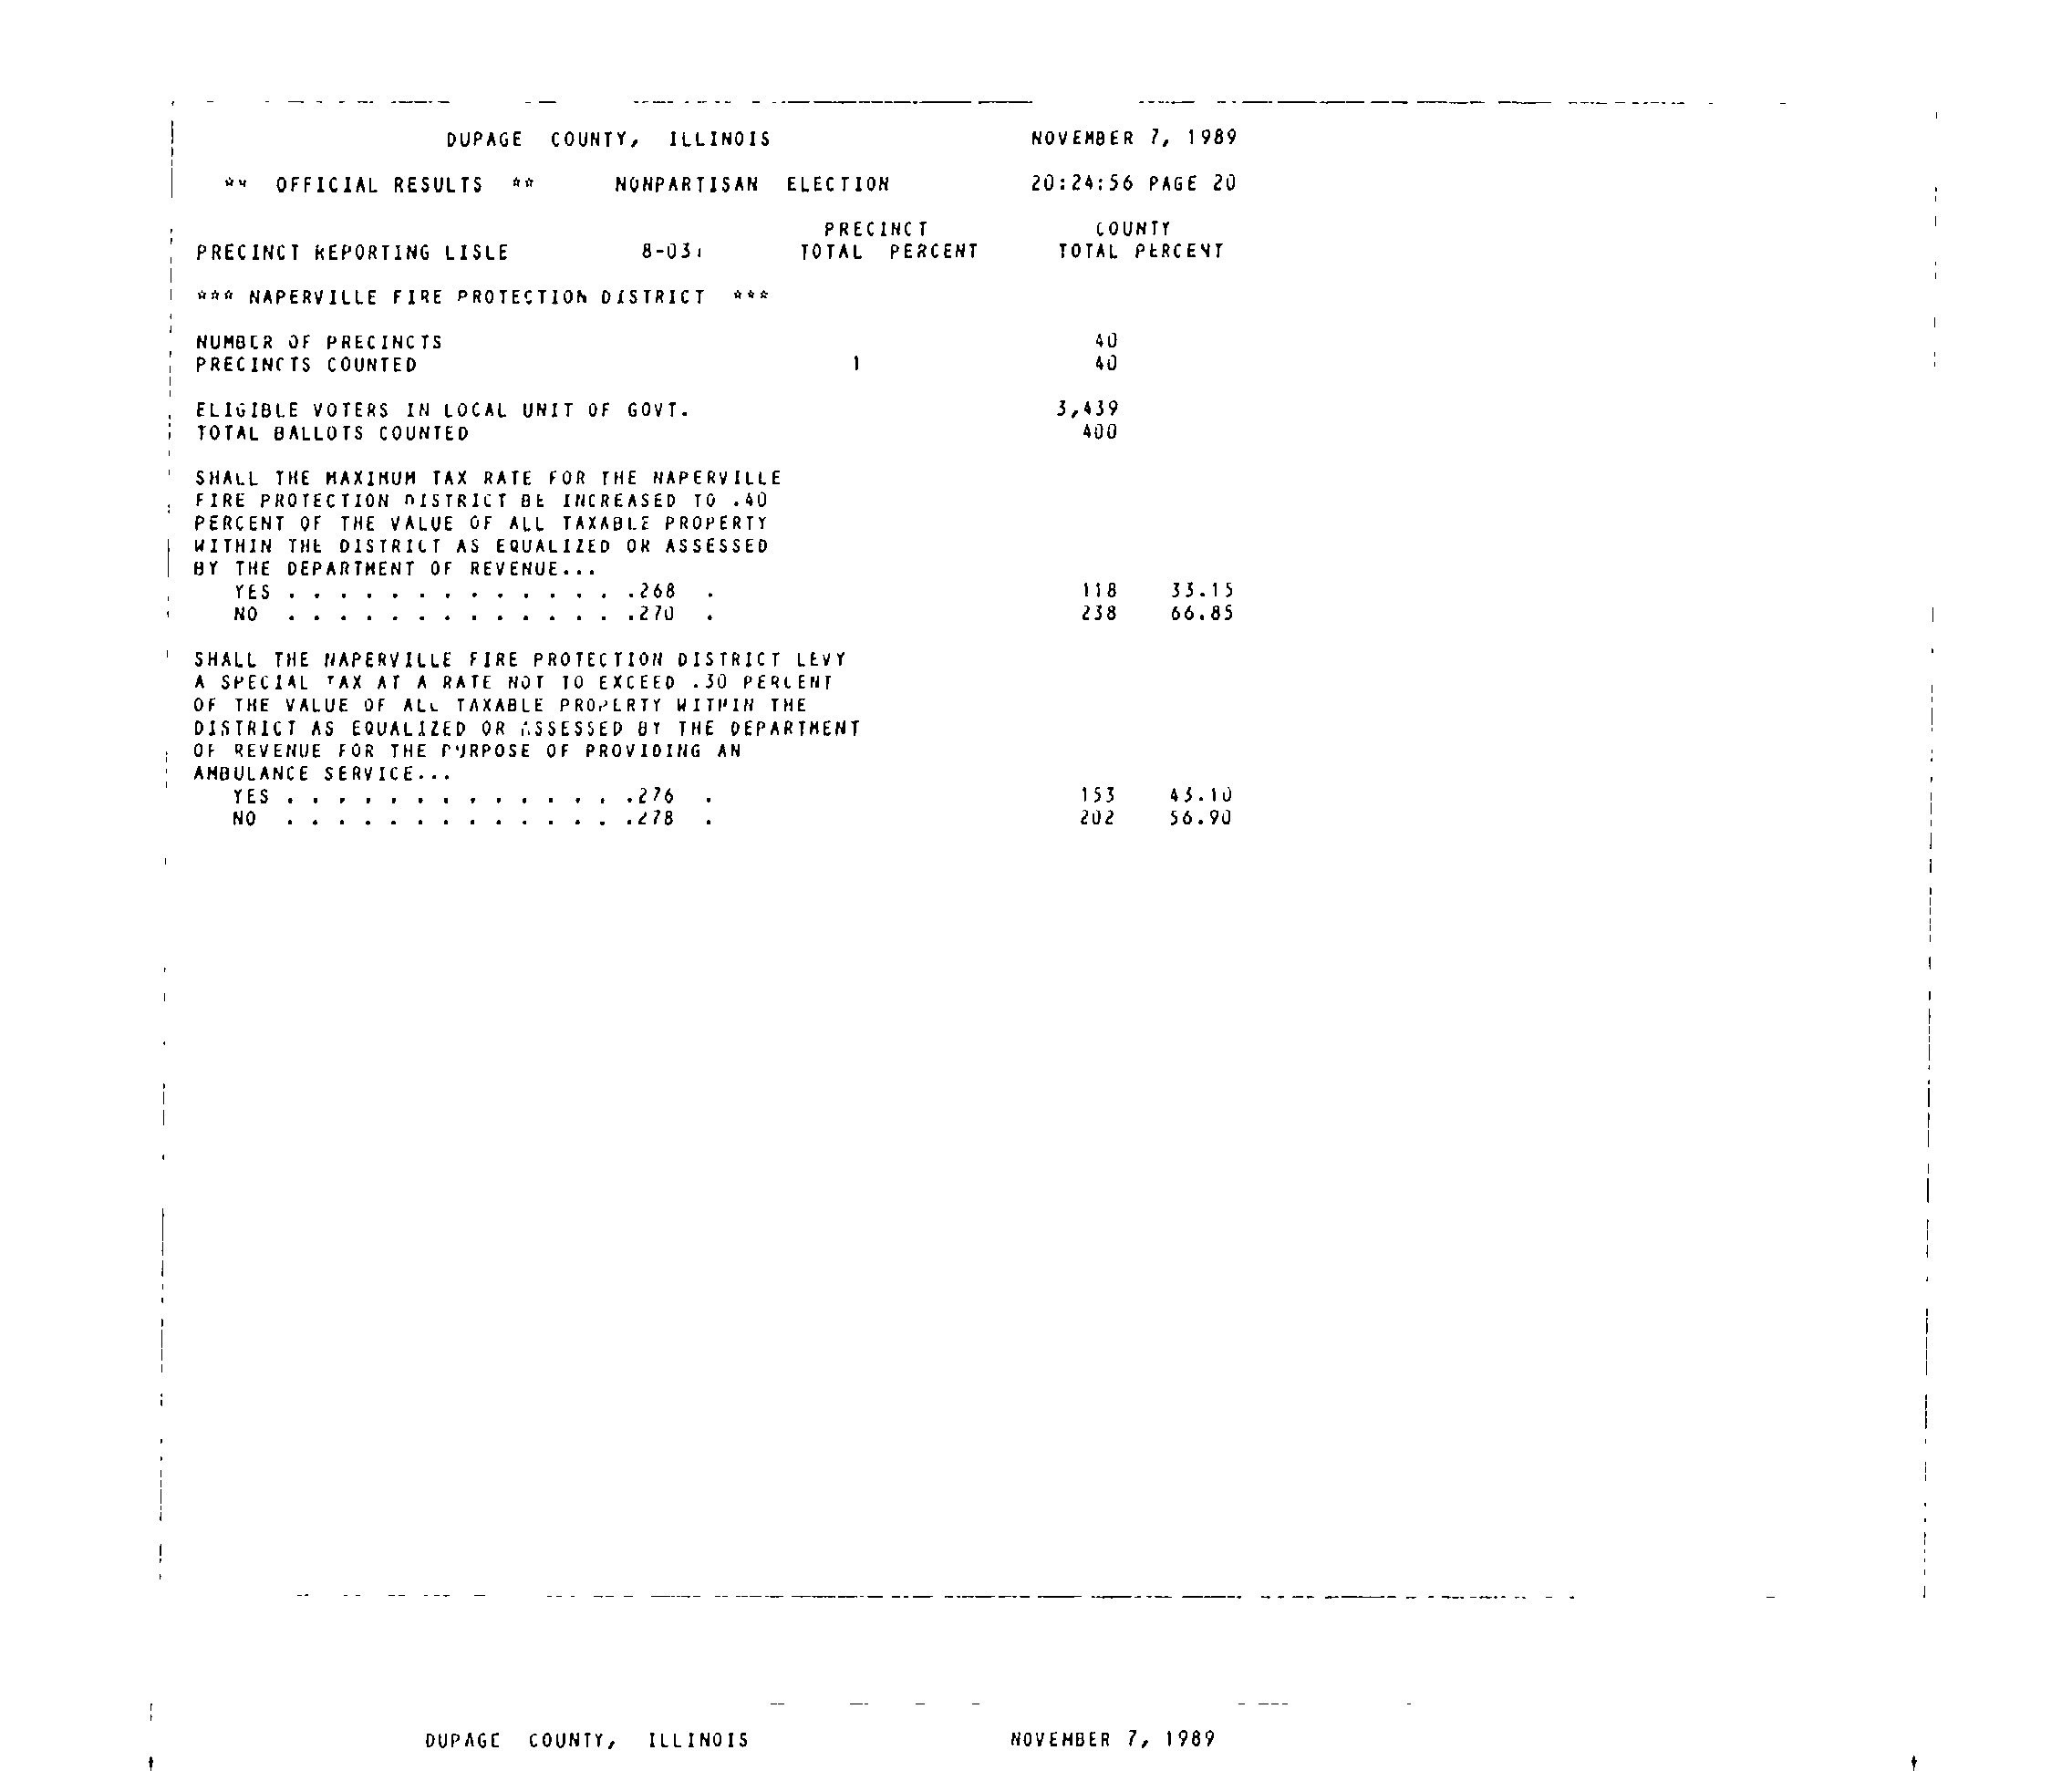 DUPAGE COUNTY, ILLINOIS NOVEMBER 7, 1989
** OFFICIAL RESULTS ** NONPARTISAN ELECTION 20:24:56 PAGE 20
PRECINCT COUNTY
PRECINCT REPORTING LISLE 8-03 TOTAL PERCENT TOTAL PERCENT
*** NAPERVILLE FIRE PROTECTION DISTRICT ***
NUMBER OF PRECINCTS 40
PRECINCTS COUNTED 1 40
ELIGIBLE VOTERS IN LOCAL UNIT OF GOVT. 3,439
TOTAL BALLOTS COUNTED 400
SHALL THE MAXIMUM TAX RATE FOR THE NAPERVILLE
FIRE PROTECTION DISTRICT BE INCREASED TO .40
PERCENT OF THE VALUE OF ALL TAXABLE PROPERTY
WITHIN THE DISTRICT AS EQUALIZED OR ASSESSED
BY THE DEPARTMENT OF REVENUE...
YES . . . . . . . . . . . . . .268 . 118 33.15
NO . . . . . . . . . . . . . .270 . 238 66.85
SHALL THE NAPERVILLE FIRE PROTECTION DISTRICT LEVY
A SPECIAL TAX AT A RATE NOT TO EXCEED .30 PERCENT
OF THE VALUE OF ALL TAXABLE PROPERTY WITHIN THE
DISTRICT AS EQUALIZED OR ASSESSED BY THE DEPARTMENT
OF REVENUE FOR THE PURPOSE OF PROVIDING AN
AMBULANCE SERVICE...
YES . . . . . . . . . . . . . .276 . 153 43.10
NO . . . . . . . . . . . . . .278 . 202 56.90
DUPAGE COUNTY, ILLINOIS NOVEMBER 7, 1989